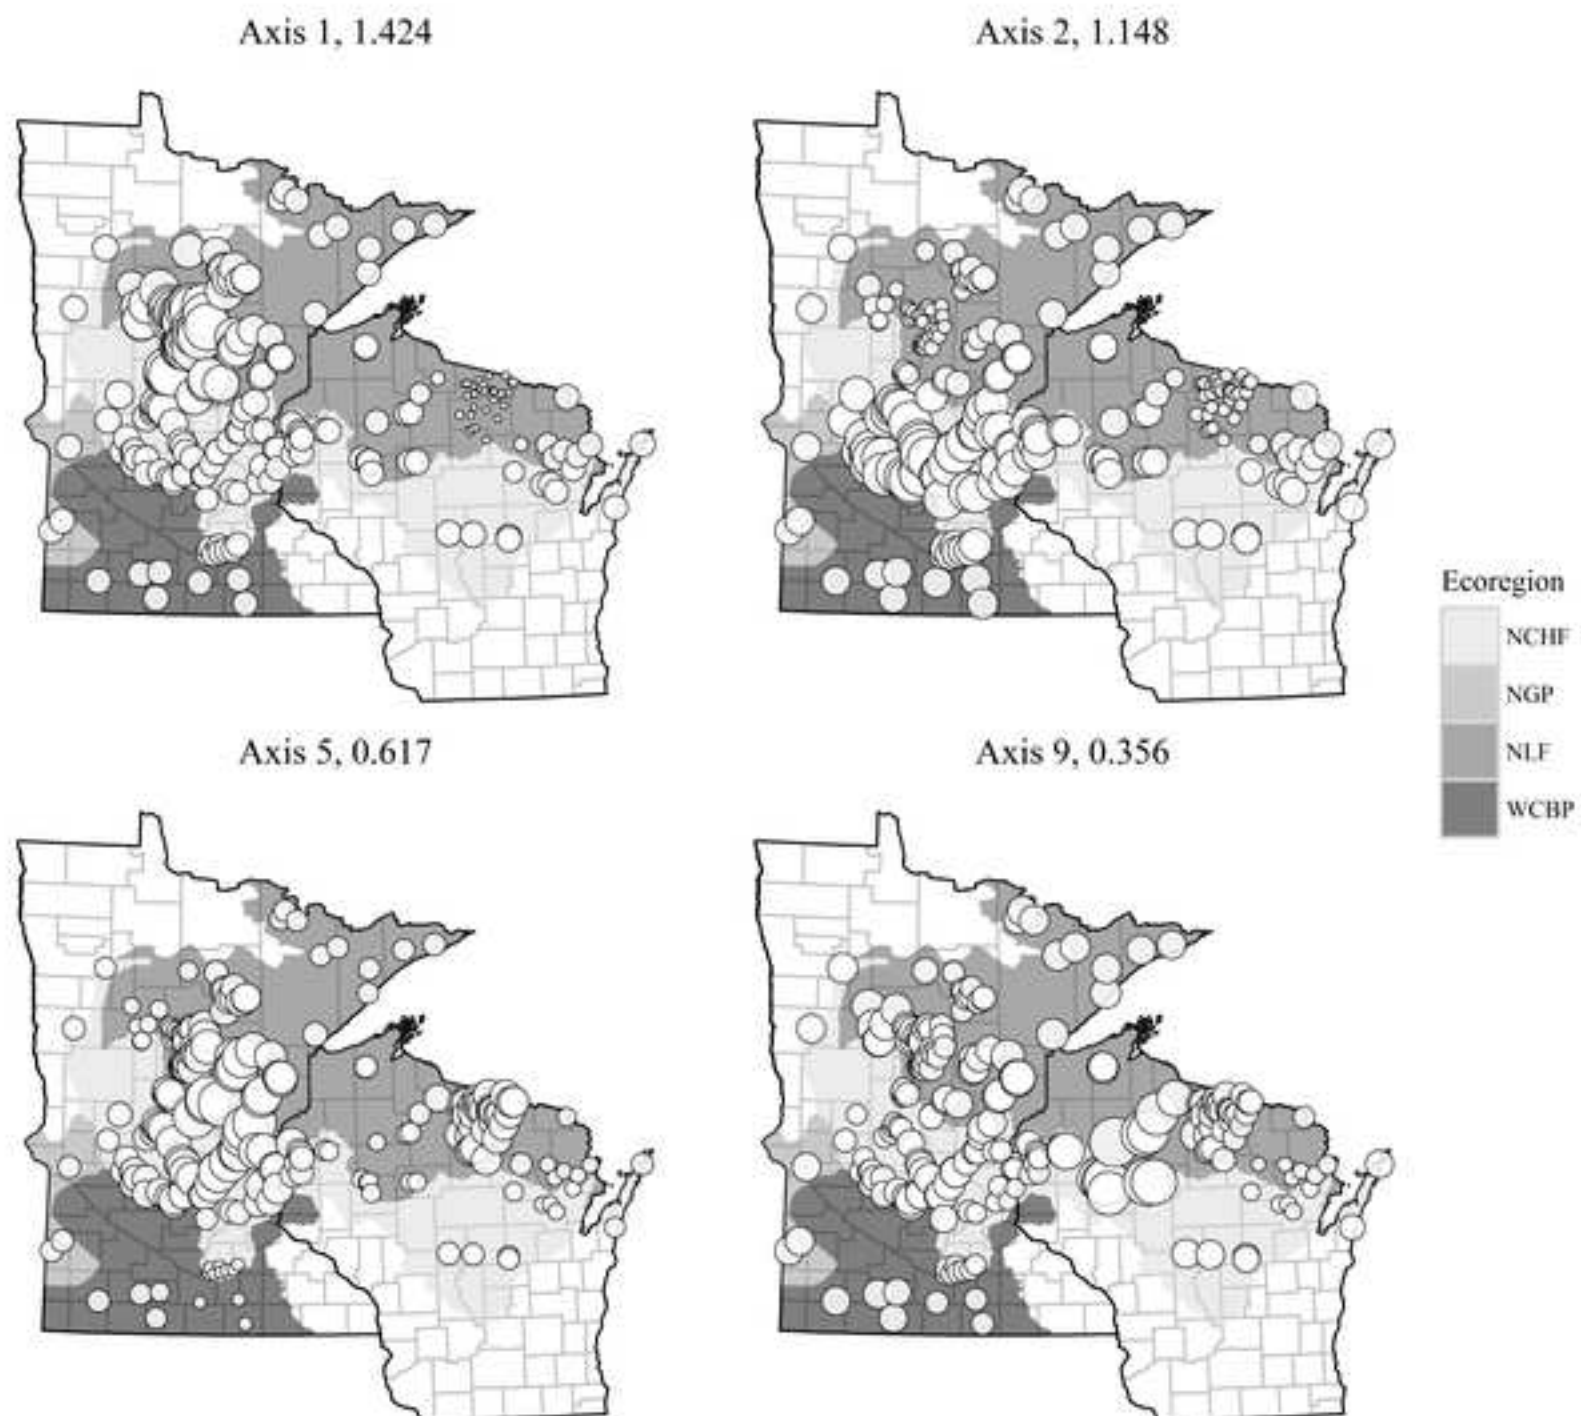 Axis 1, 1.424
Axis 2, 1.148
Ecoregion
NCHF
NGP
NLF
WCBP
Axis 5, 0.617
Axis 9, 0.356